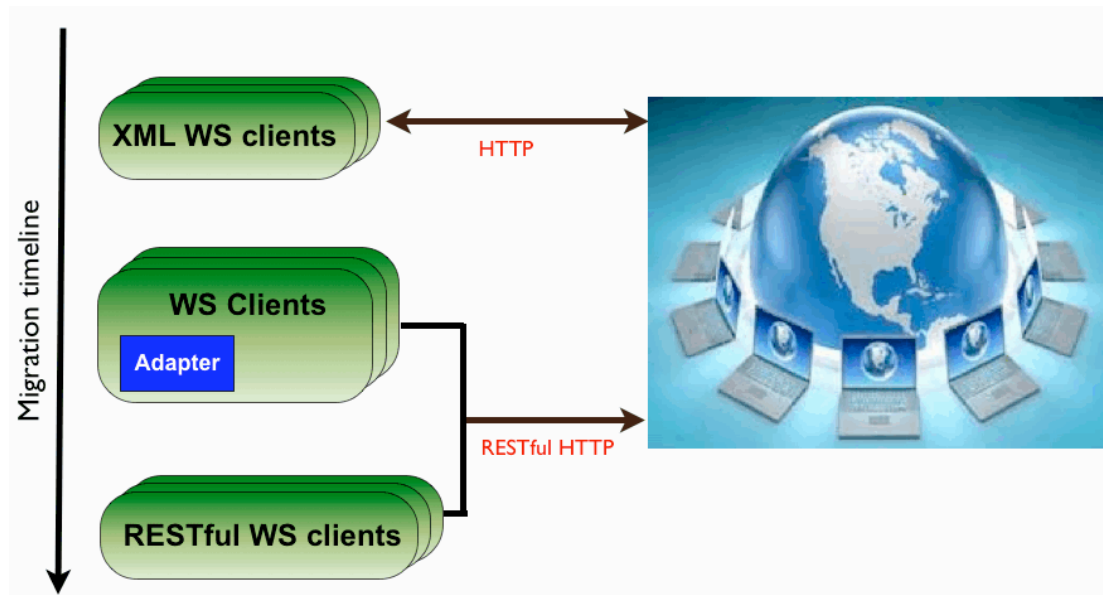 XML WS clients
HTTP
Migration timeline
WS Clients
Adapter
RESTful HTTP
RESTful WS clients